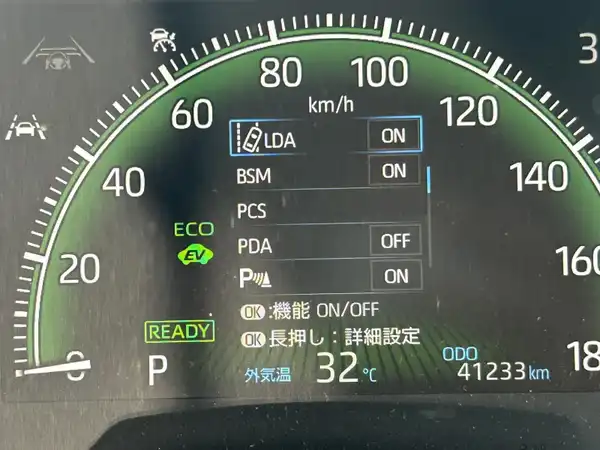 80
100
3
km/h
60
120
LDA ON
BSM ON
40
140
PCS
ECO
EV
PDA OFF
20
160
P ON
OK:機能 ON/OFF
READY
OK長押し:詳細設定
0
P
外気温 32℃
ODO
41233km
18